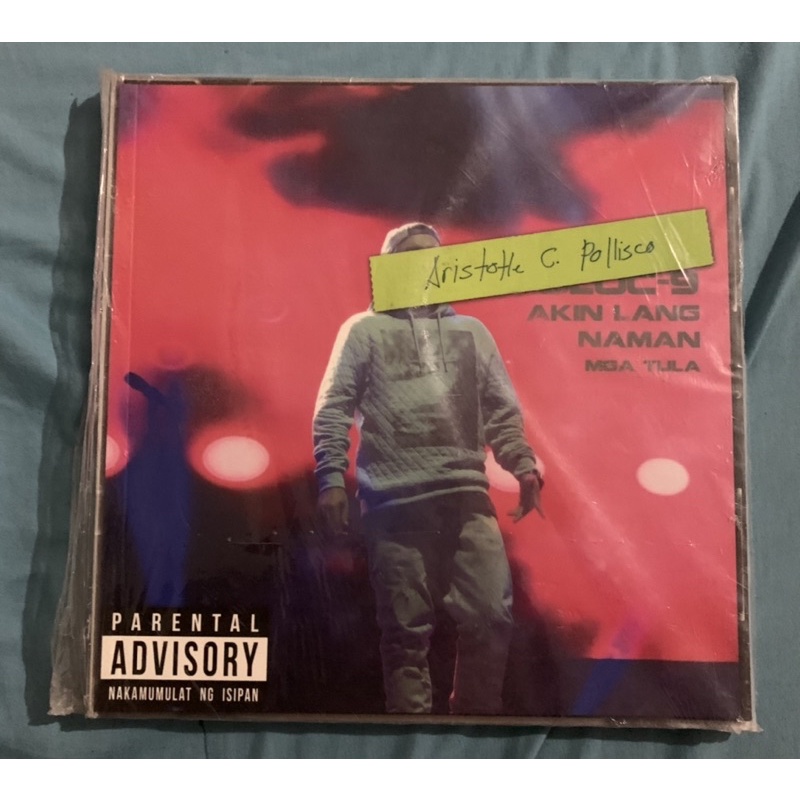 Aristotle C. Pollisco
AKIN LANG
NAMAN
MGA TULA
PARENTAL
ADVISORY
NAKAMUMULAT NG ISIPAN